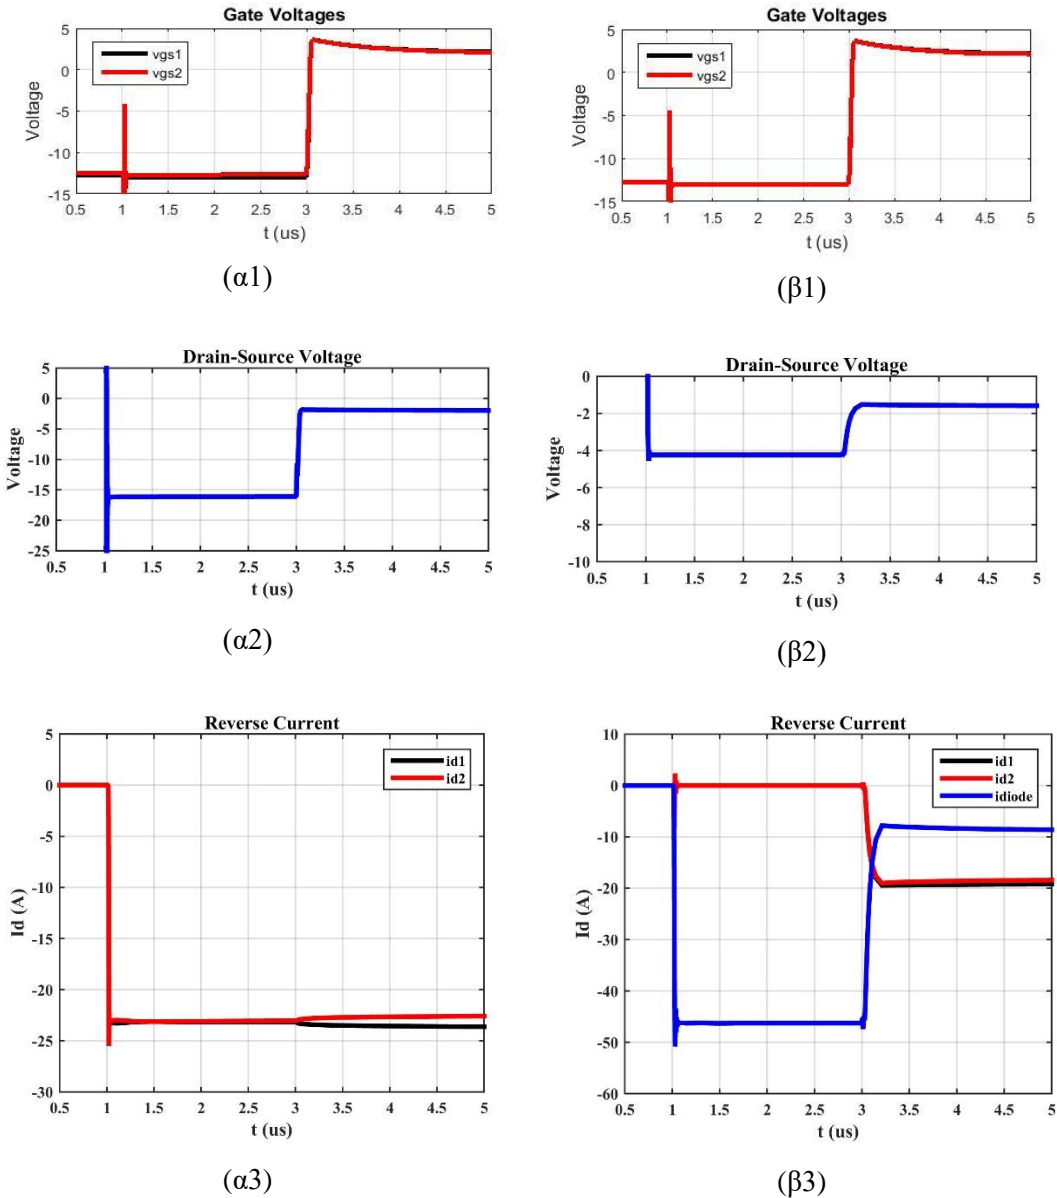 Gate Voltages
5
0
-5
-10
-15
Voltage
vgs1
vgs2
0.5 1 1.5 2 2.5 3 3.5 4 4.5 5
t (us)
(α1)
Gate Voltages
5
0
-5
-10
-15
Voltage
vgs1
vgs2
0.5 1 1.5 2 2.5 3 3.5 4 4.5 5
t (us)
(β1)
Drain-Source Voltage
5
0
-5
-10
-15
-20
-25
Voltage
0.5 1 1.5 2 2.5 3 3.5 4 4.5 5
t (us)
(α2)
Drain-Source Voltage
0
-2
-4
-6
-8
-10
Voltage
0.5 1 1.5 2 2.5 3 3.5 4 4.5 5
t (us)
(β2)
Reverse Current
5
0
-5
-10
-15
-20
-25
-30
Id (A)
id1
id2
0.5 1 1.5 2 2.5 3 3.5 4 4.5 5
t (us)
(α3)
Reverse Current
10
0
-10
-20
-30
-40
-50
-60
Id (A)
id1
id2
idiode
0.5 1 1.5 2 2.5 3 3.5 4 4.5 5
t (us)
(β3)